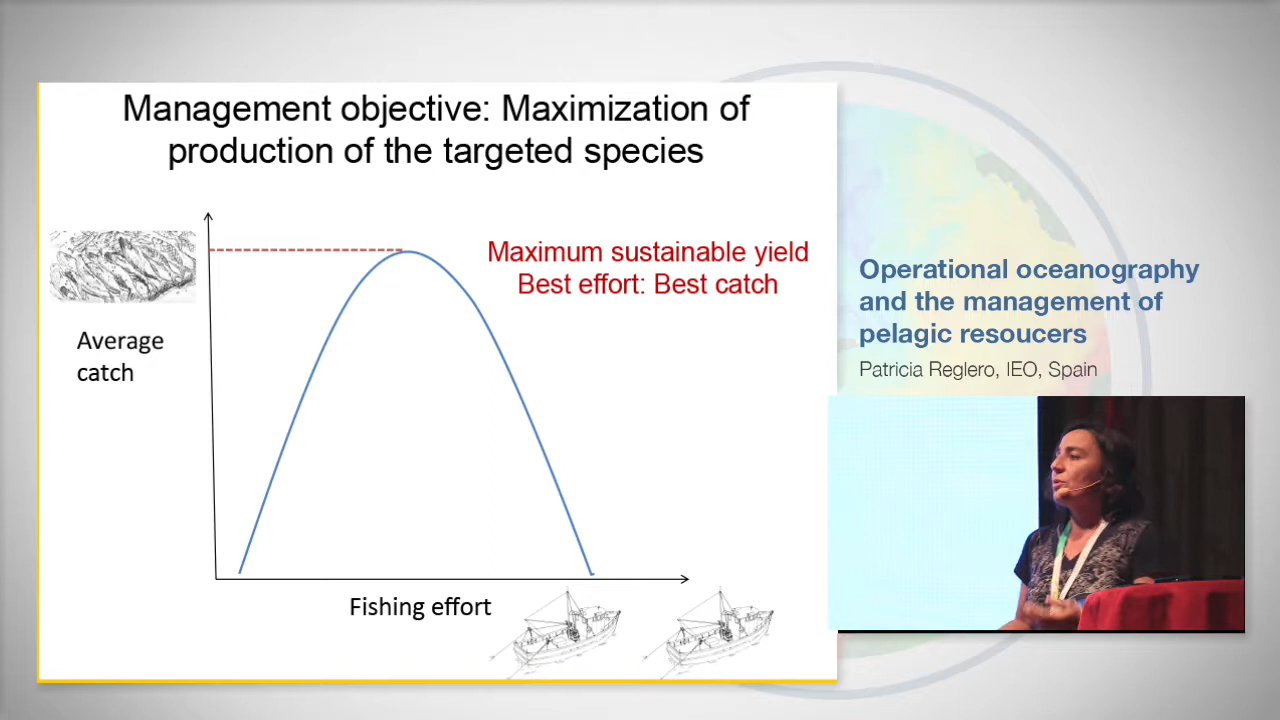 Management objective: Maximization of
production of the targeted species
Maximum sustainable yield
Best effort: Best catch
Average
catch
Fishing effort
Operational oceanography
and the management of
pelagic resoucers
Patricia Reglero, IEO, Spain